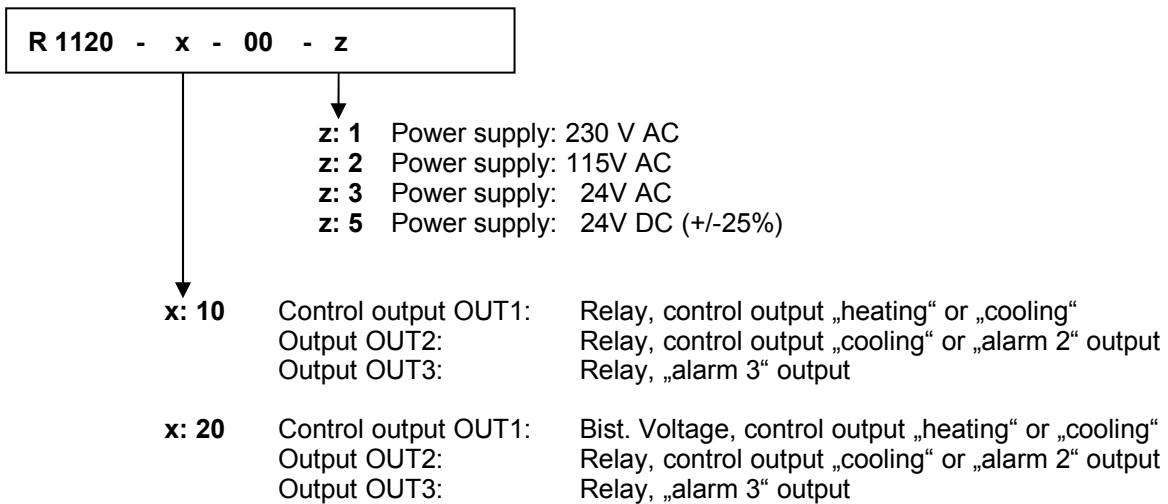 R 1120 - x - 00 - z
z: 1 Power supply: 230 V AC
z: 2 Power supply: 115V AC
z: 3 Power supply: 24V AC
z: 5 Power supply: 24V DC (+/-25%)
x: 10 Control output OUT1: Relay, control output „heating“ or „cooling“
Output OUT2: Relay, control output „cooling“ or „alarm 2“ output
Output OUT3: Relay, „alarm 3“ output
x: 20 Control output OUT1: Bist. Voltage, control output „heating“ or „cooling“
Output OUT2: Relay, control output „cooling“ or „alarm 2“ output
Output OUT3: Relay, „alarm 3“ output